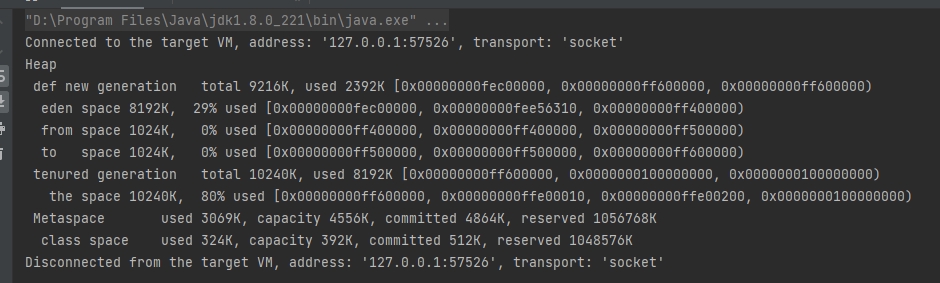 "D:\Program Files\Java\jdk1.8.0_221\bin\java.exe" ...
Connected to the target VM, address: '127.0.0.1:57526', transport: 'socket'
Heap
 def new generation   total 9216K, used 2392K [0x00000000fec00000, 0x00000000ff600000, 0x00000000ff600000)
  eden space 8192K,  29% used [0x00000000fec00000, 0x00000000fee56310, 0x00000000ff400000)
  from space 1024K,   0% used [0x00000000ff400000, 0x00000000ff400000, 0x00000000ff500000)
  to   space 1024K,   0% used [0x00000000ff500000, 0x00000000ff500000, 0x00000000ff600000)
 tenured generation   total 10240K, used 8192K [0x00000000ff600000, 0x0000000100000000, 0x0000000100000000)
   the space 10240K,  80% used [0x00000000ff600000, 0x00000000ffe00010, 0x00000000ffe00200, 0x0000000100000000)
 Metaspace       used 3069K, capacity 4556K, committed 4864K, reserved 1056768K
  class space    used 324K, capacity 392K, committed 512K, reserved 1048576K
Disconnected from the target VM, address: '127.0.0.1:57526', transport: 'socket'